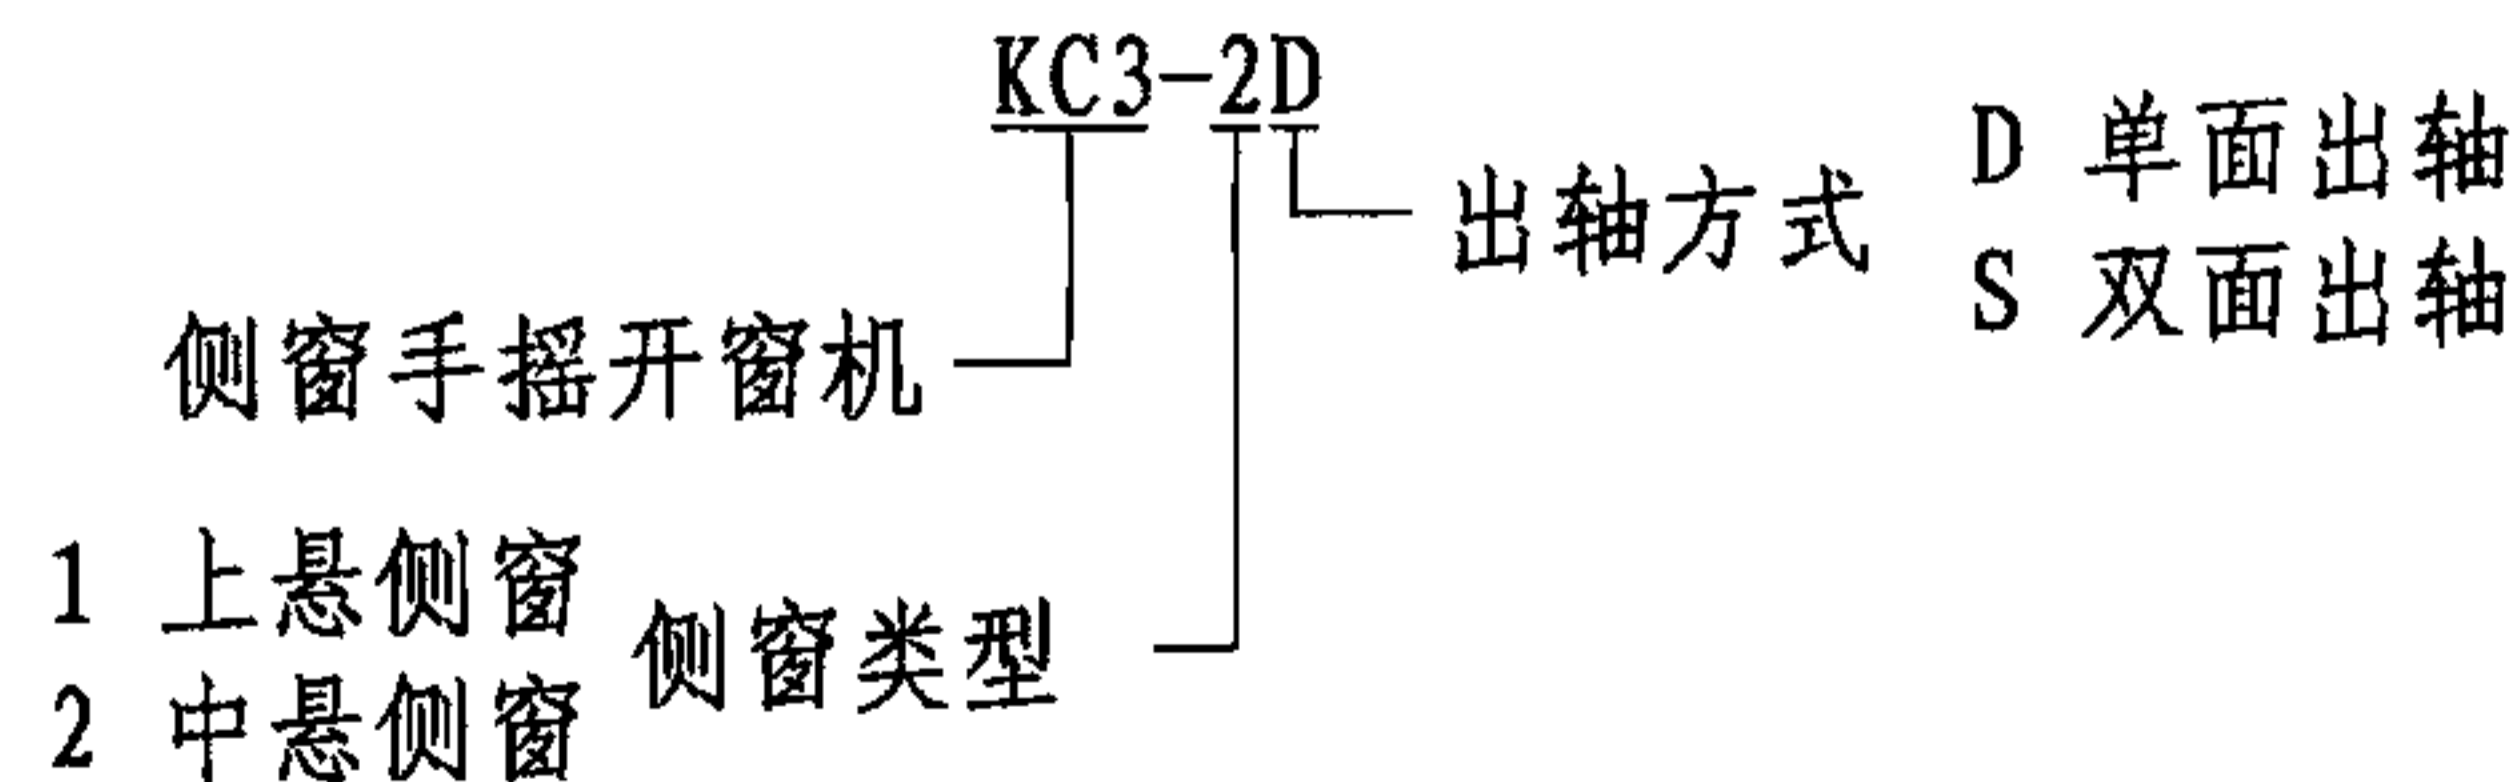 KC3-2D
D 单面出轴
出轴方式
S 双面出轴
侧窗手摇开窗机
1 上悬侧窗
侧窗类型
2 中悬侧窗